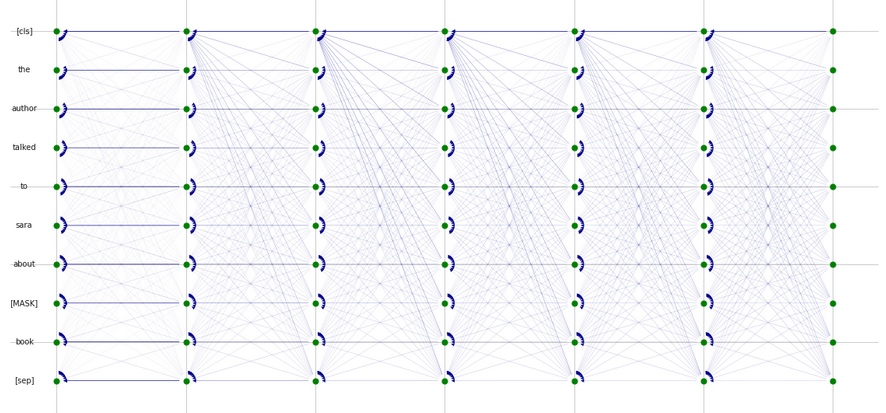 [cls]
the
author
talked
to
sara
about
[MASK]
book
[sep]